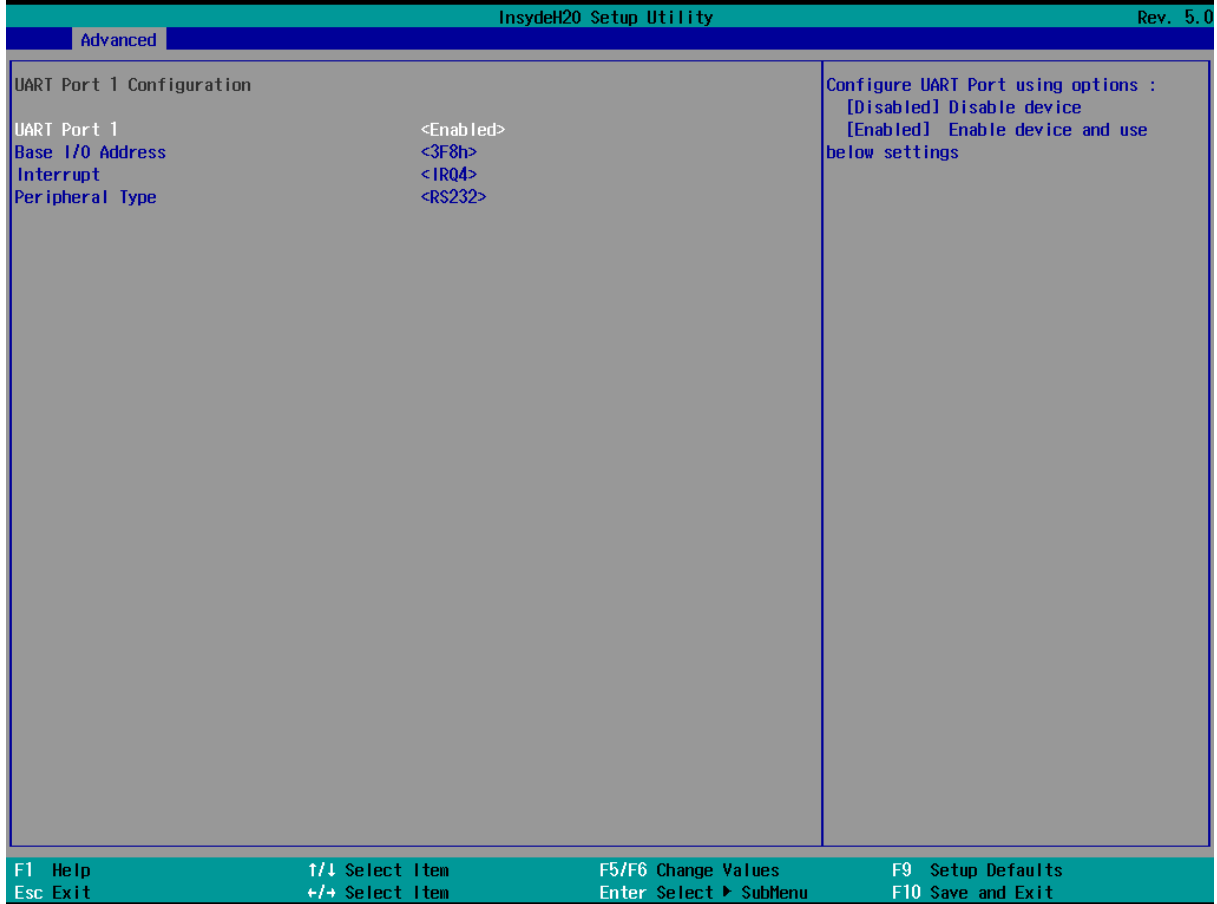 InsydeH20 Setup Utility Rev. 5.0
Advanced
UART Port 1 Configuration
UART Port 1 <Enabled>
Base I/O Address <3F8h>
Interrupt <IRQ4>
Peripheral Type <RS232>
Configure UART Port using options :
[Disabled] Disable device
[Enabled] Enable device and use
below settings
F1 Help ↑/↓ Select Item F5/F6 Change Values F9 Setup Defaults
Esc Exit ←/→ Select Item Enter Select ▶ SubMenu F10 Save and Exit